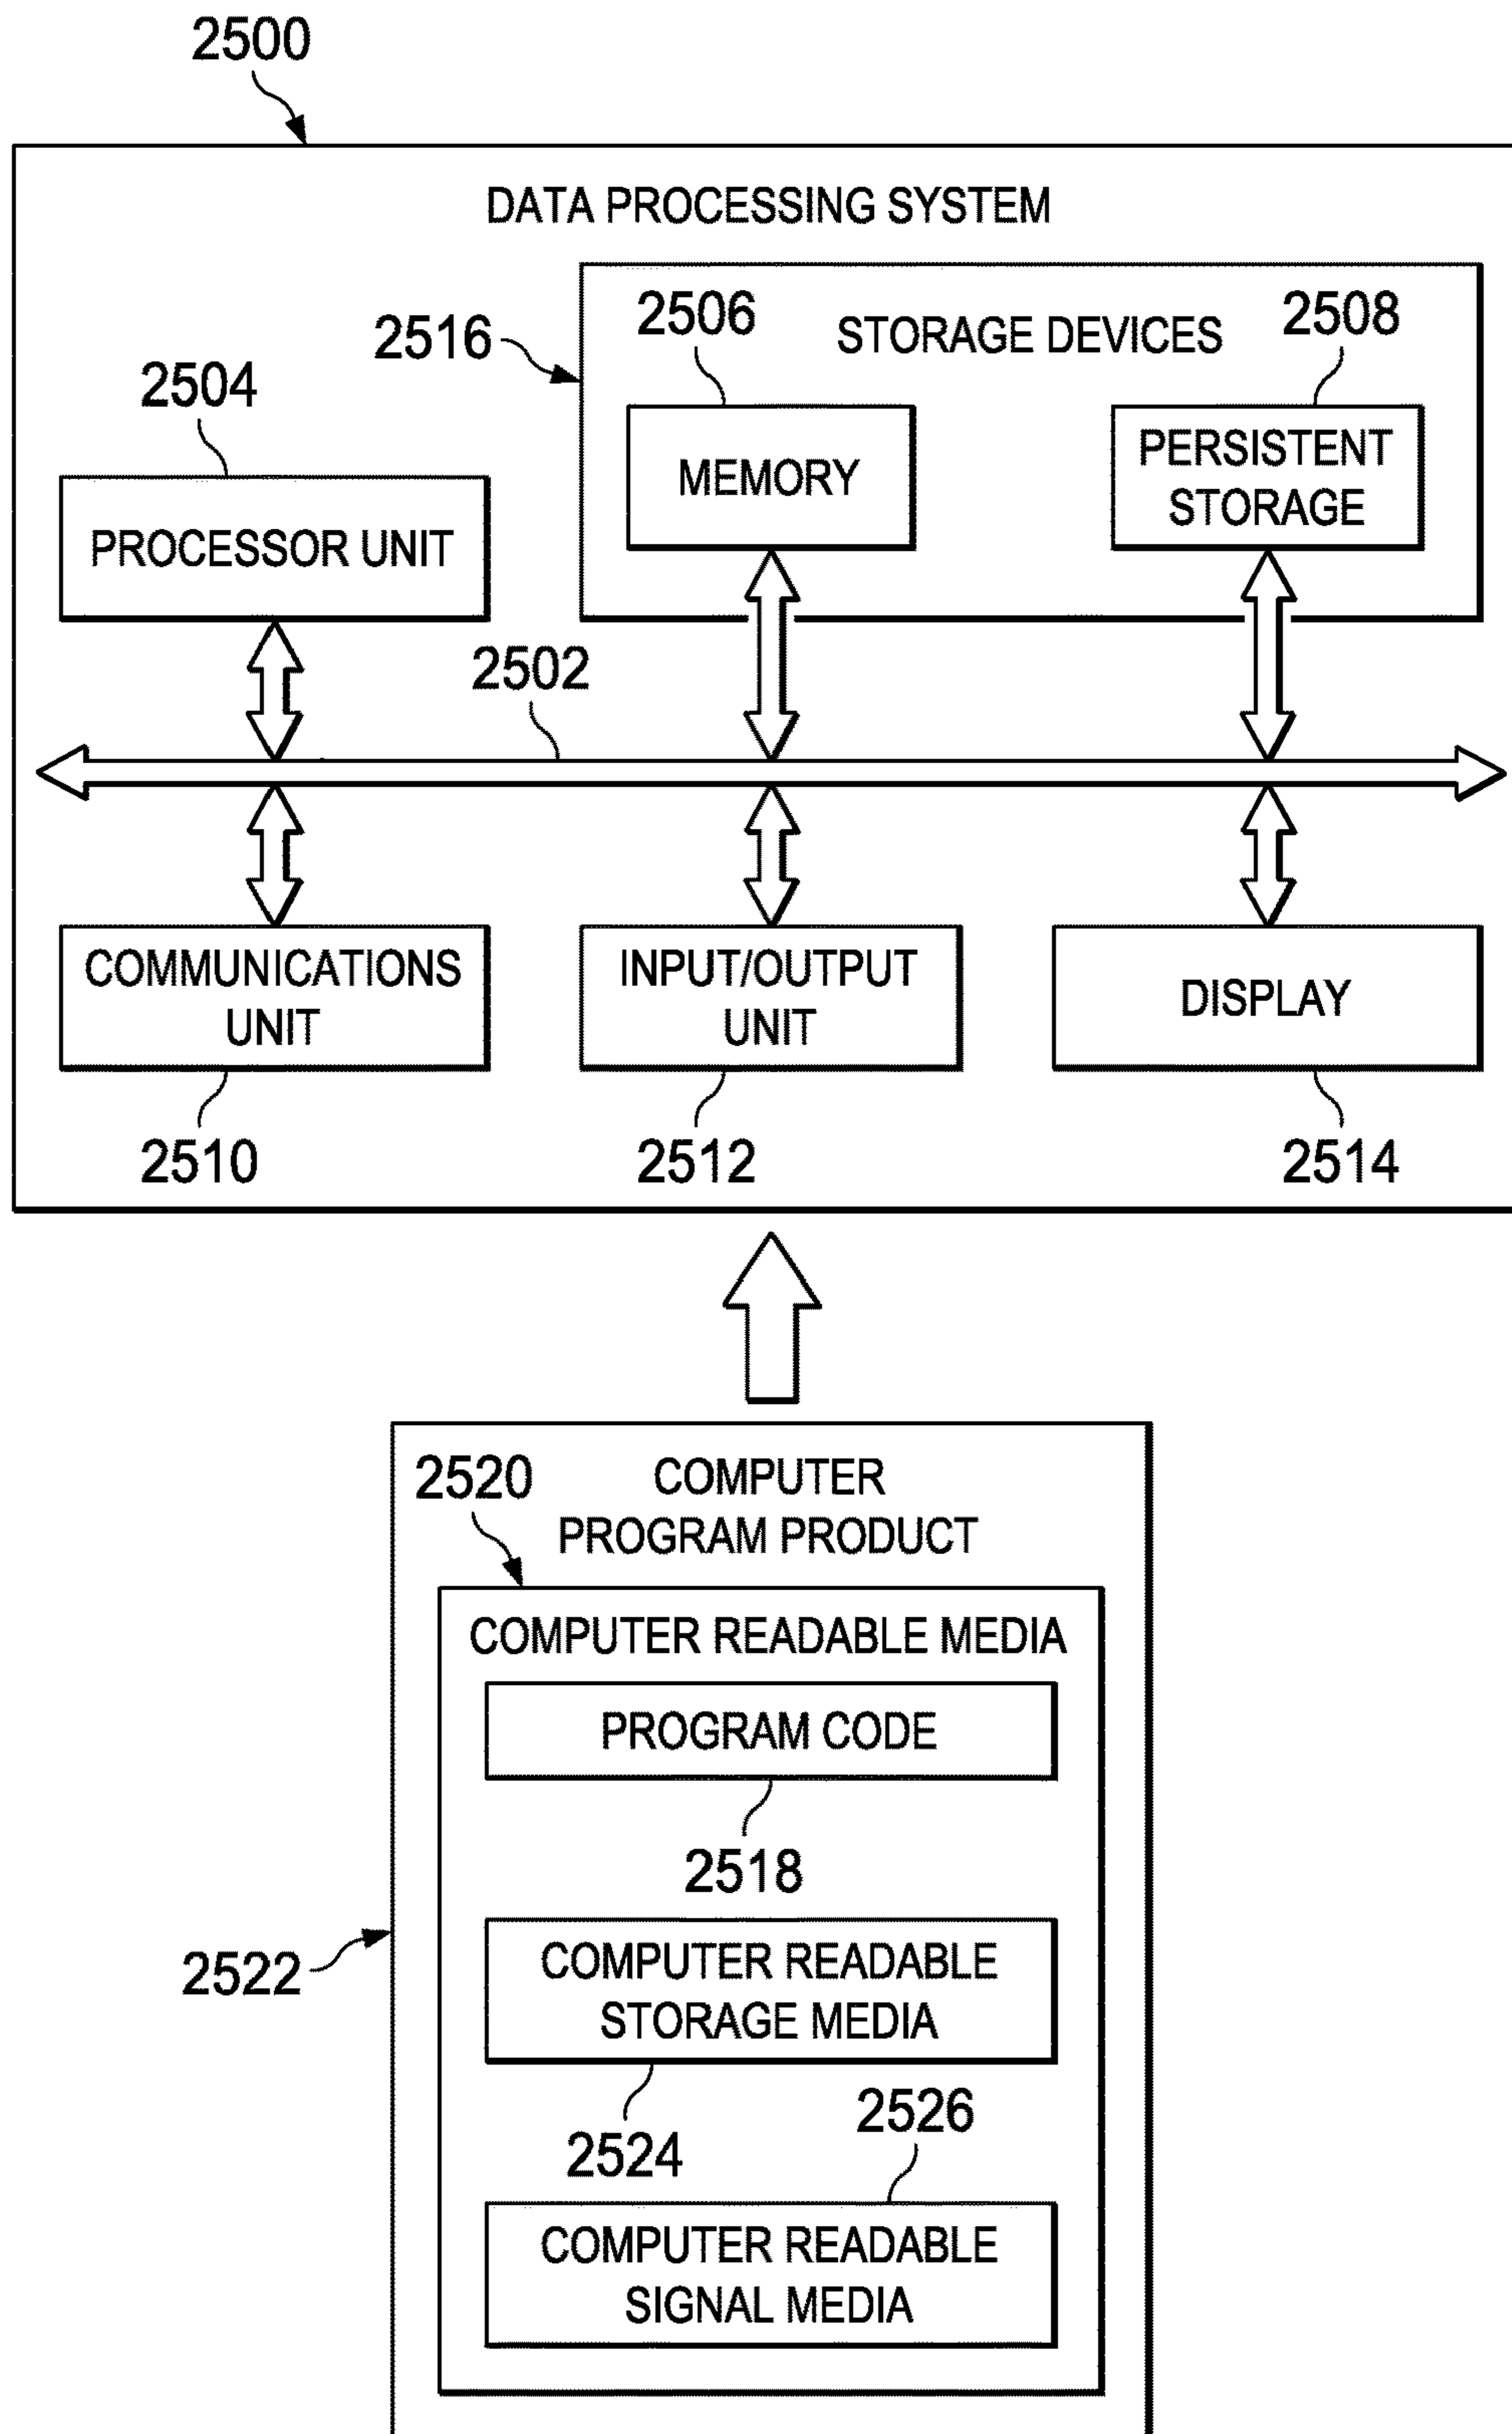 2500
DATA PROCESSING SYSTEM
2516
2506
STORAGE DEVICES
2508
2504
MEMORY
PERSISTENT
STORAGE
PROCESSOR UNIT
2502
COMMUNICATIONS
UNIT
INPUT/OUTPUT
UNIT
DISPLAY
2510
2512
2514
2520
COMPUTER
PROGRAM PRODUCT
COMPUTER READABLE MEDIA
PROGRAM CODE
2518
2522
COMPUTER READABLE
STORAGE MEDIA
2524
2526
COMPUTER READABLE
SIGNAL MEDIA